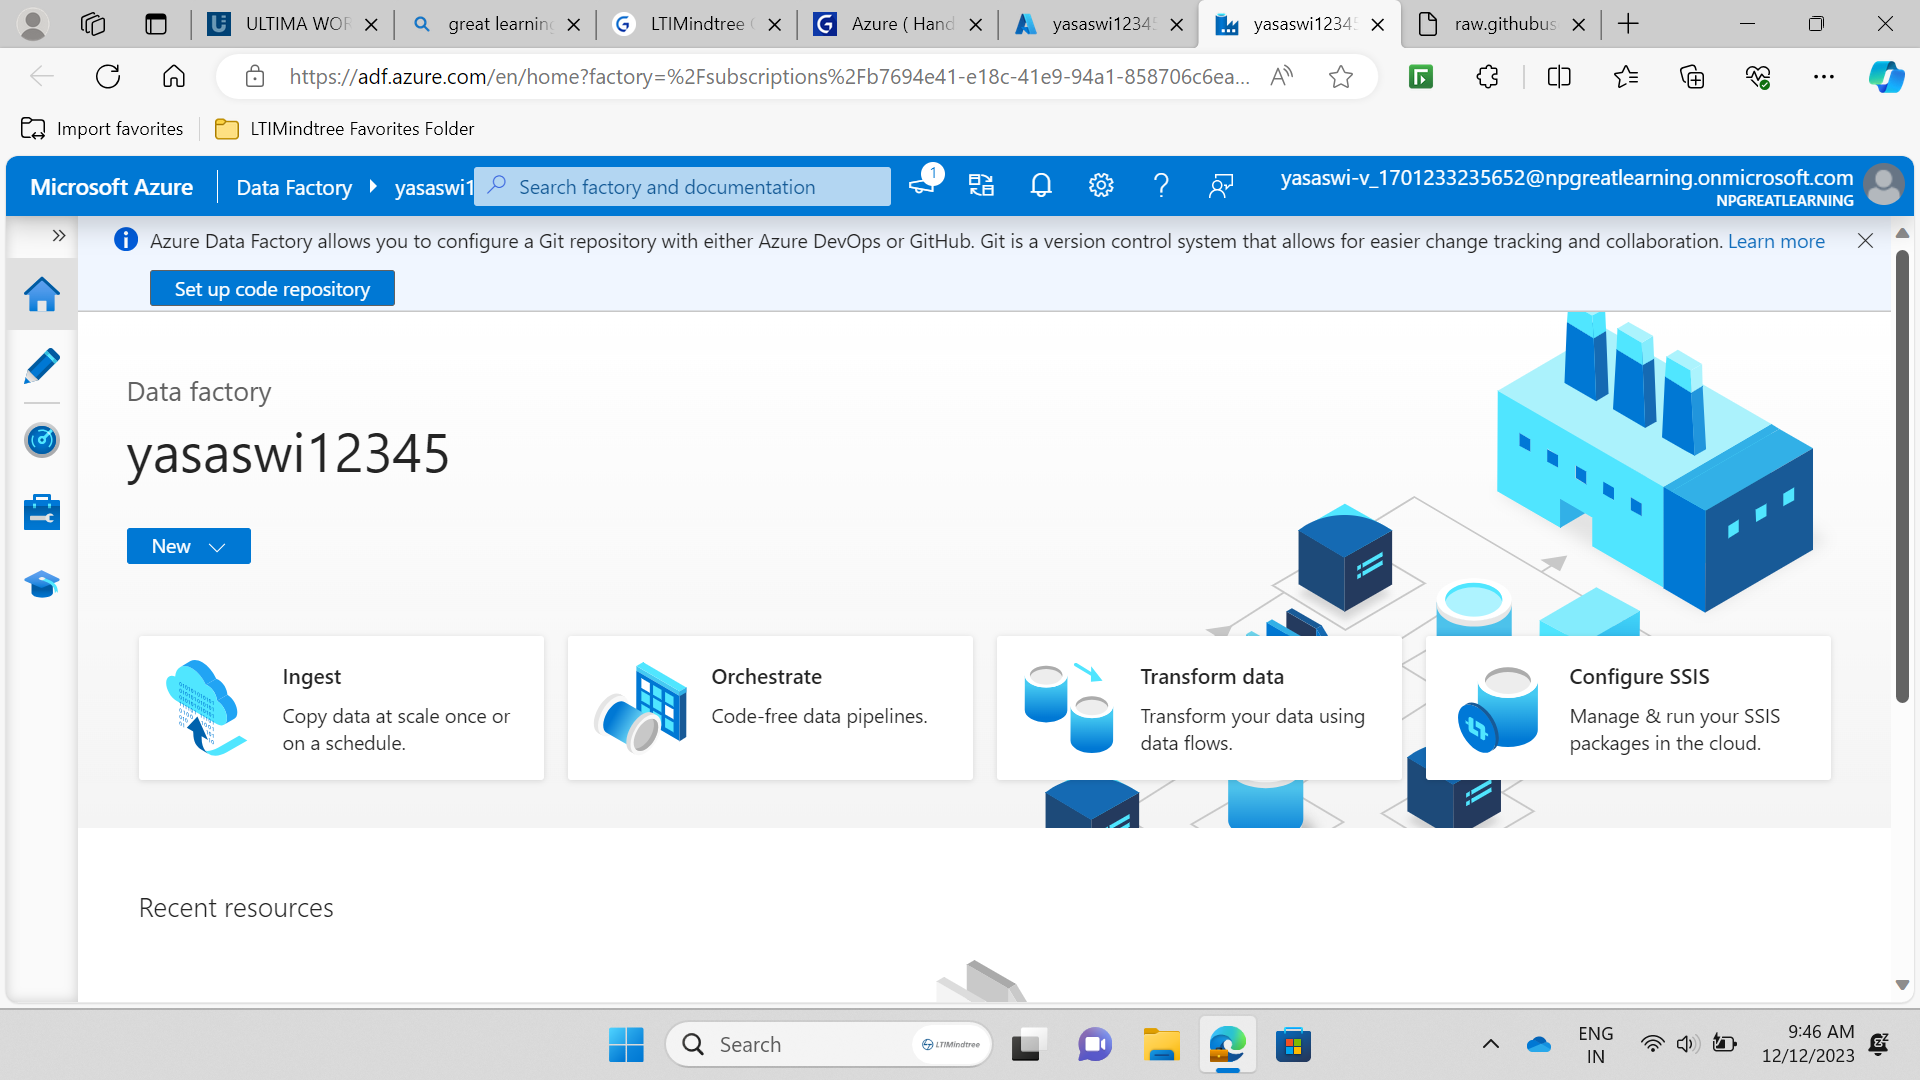 ULTIMA WOR
great learning
LTIMindtree
Azure ( Hand
yasaswi12345
yasaswi12345
raw.githubus
https://adf.azure.com/en/home?factory=%2Fsubscriptions%2Fb7694e41-e18c-41e9-94a1-858706c6ea...
Import favorites
LTIMindtree Favorites Folder
Microsoft Azure
Data Factory
yasaswi1
Search factory and documentation
1
yasaswi-v_1701233235652@npgreatlearning.onmicrosoft.com
NPGREATLEARNING
Azure Data Factory allows you to configure a Git repository with either Azure DevOps or GitHub. Git is a version control system that allows for easier change tracking and collaboration. Learn more
Set up code repository
Data factory
yasaswi12345
New
Ingest
Copy data at scale once or
on a schedule.
Orchestrate
Code-free data pipelines.
Transform data
Transform your data using
data flows.
Configure SSIS
Manage & run your SSIS
packages in the cloud.
Recent resources
Search
LTIMindtree
ENG
IN
9:46 AM
12/12/2023